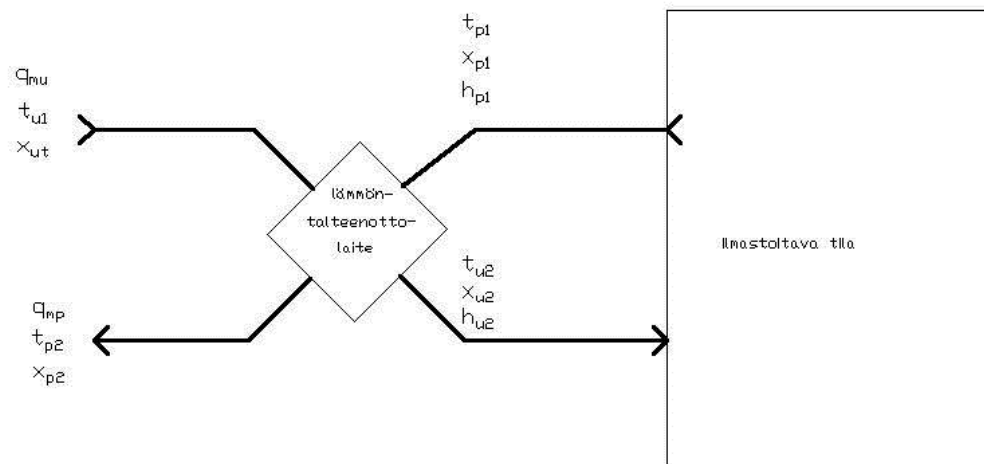 t_p1
x_p1
h_p1
q_mu
t_u1
x_ut
lämmön-
talteenotto-
laite
ilmastoitava tila
t_u2
x_u2
h_u2
q_mp
t_p2
x_p2